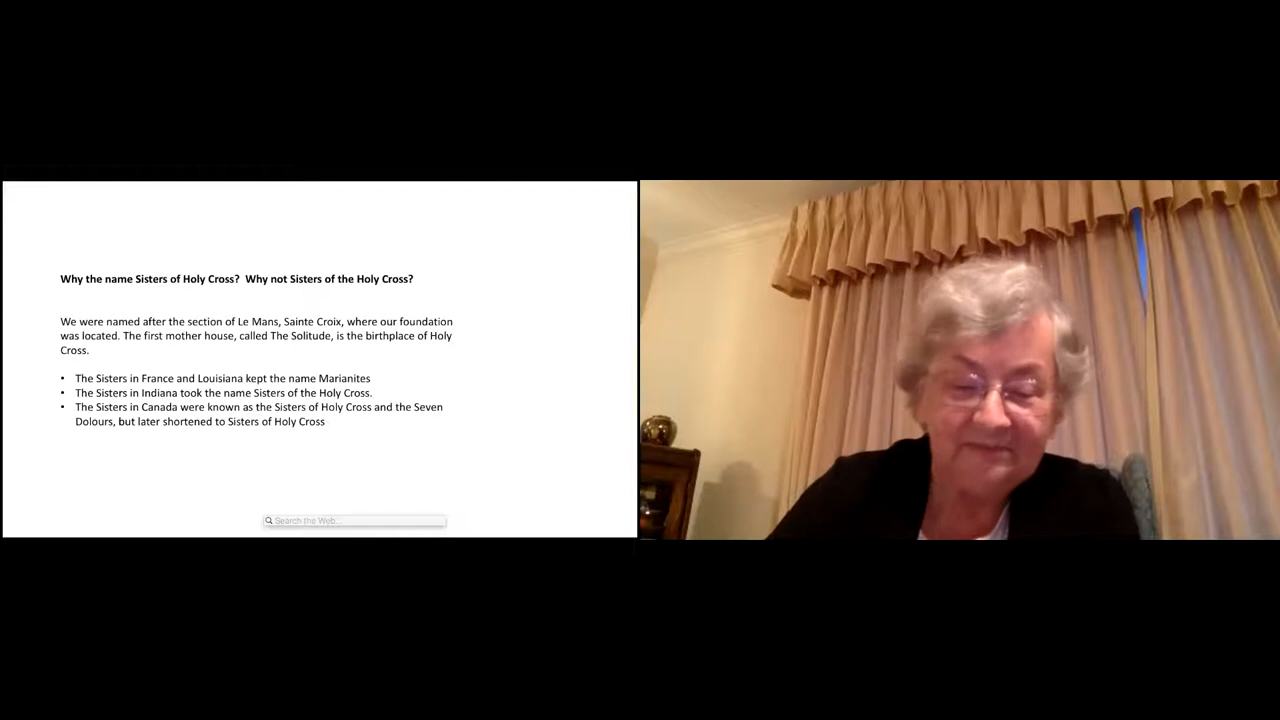 Why the name Sisters of Holy Cross?  Why not Sisters of the Holy Cross?
We were named after the section of Le Mans, Sainte Croix, where our foundation
was located. The first mother house, called The Solitude, is the birthplace of Holy
Cross.
• The Sisters in France and Louisiana kept the name Marianites
• The Sisters in Indiana took the name Sisters of the Holy Cross.
• The Sisters in Canada were known as the Sisters of Holy Cross and the Seven
Dolours, but later shortened to Sisters of Holy Cross
Search the Web...